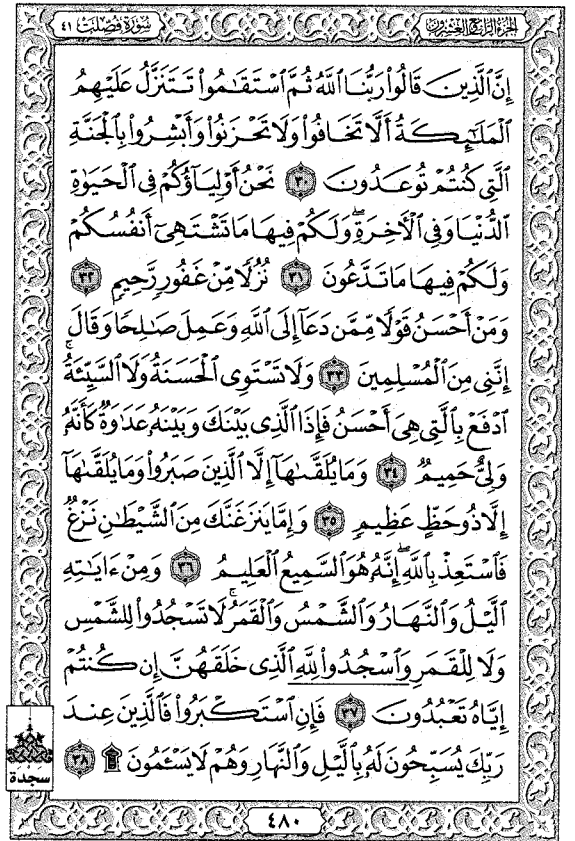 سورة فصلت ٤١
الجزء الرابع والعشرون
إِنَّ ٱلَّذِينَ قَالُوا۟ رَبُّنَا ٱللَّهُ ثُمَّ ٱسْتَقَٰمُوا۟ تَتَنَزَّلُ عَلَيْهِمُ
ٱلْمَلَٰٓئِكَةُ أَلَّا تَخَافُوا۟ وَلَا تَحْزَنُوا۟ وَأَبْشِرُوا۟ بِٱلْجَنَّةِ
ٱلَّتِى كُنتُمْ تُوعَدُونَ ٣٠ نَحْنُ أَوْلِيَآؤُكُمْ فِى ٱلْحَيَوٰةِ
ٱلدُّنْيَا وَفِى ٱلْءَاخِرَةِ ۖ وَلَكُمْ فِيهَا مَا تَشْتَهِىٓ أَنفُسُكُمْ
وَلَكُمْ فِيهَا مَا تَدَّعُونَ ٣١ نُزُلًا مِّنْ غَفُورٍ رَّحِيمٍ ٣٢
وَمَنْ أَحْسَنُ قَوْلًا مِّمَّن دَعَآ إِلَى ٱللَّهِ وَعَمِلَ صَٰلِحًا وَقَالَ
إِنَّنِى مِنَ ٱلْمُسْلِمِينَ ٣٣ وَلَا تَسْتَوِى ٱلْحَسَنَةُ وَلَا ٱلسَّيِّئَةُ ۚ
ٱدْفَعْ بِٱلَّتِى هِىَ أَحْسَنُ فَإِذَا ٱلَّذِى بَيْنَكَ وَبَيْنَهُۥ عَدَٰوَةٌ كَأَنَّهُۥ
وَلِىٌّ حَمِيمٌ ٣٤ وَمَا يُلَقَّىٰهَآ إِلَّا ٱلَّذِينَ صَبَرُوا۟ وَمَا يُلَقَّىٰهَآ
إِلَّا ذُو حَظٍّ عَظِيمٍ ٣٥ وَإِمَّا يَنزَغَنَّكَ مِنَ ٱلشَّيْطَٰنِ نَزْغٌ
فَٱسْتَعِذْ بِٱللَّهِ ۖ إِنَّهُۥ هُوَ ٱلسَّمِيعُ ٱلْعَلِيمُ ٣٦ وَمِنْ ءَايَٰتِهِ
ٱلَّيْلُ وَٱلنَّهَارُ وَٱلشَّمْسُ وَٱلْقَمَرُ ۚ لَا تَسْجُدُوا۟ لِلشَّمْسِ
وَلَا لِلْقَمَرِ وَٱسْجُدُوا۟ لِلَّهِ ٱلَّذِى خَلَقَهُنَّ إِن كُنتُمْ
إِيَّاهُ تَعْبُدُونَ ٣٧ فَإِنِ ٱسْتَكْبَرُوا۟ فَٱلَّذِينَ عِندَ
رَبِّكَ يُسَبِّحُونَ لَهُۥ بِٱلَّيْلِ وَٱلنَّهَارِ وَهُمْ لَا يَسْـَٔمُونَ ۩ ٣٨
سجدة
٤٨٠